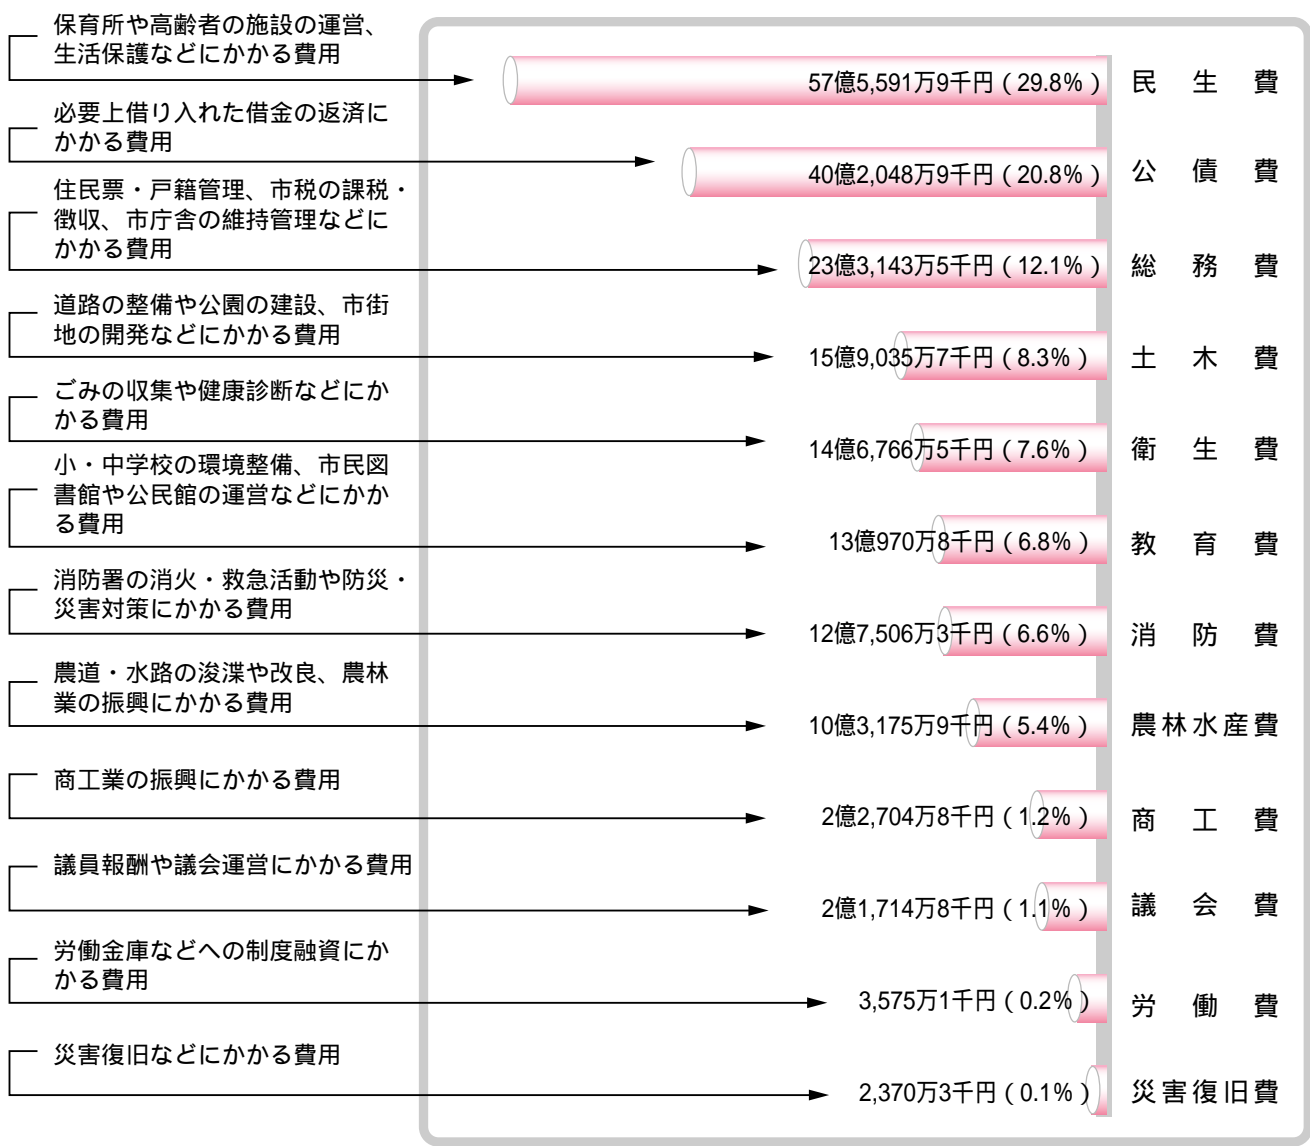 保育所や高齢者の施設の運営、
生活保護などにかかる費用
57億5,591万9千円(29.8%) 民生費
必要上借り入れた借金の返済に
かかる費用
40億2,048万9千円(20.8%) 公債費
住民票・戸籍管理、市税の課税・
徴収、市庁舎の維持管理などに
かかる費用
23億3,143万5千円(12.1%) 総務費
道路の整備や公園の建設、市街
地の開発などにかかる費用
15億9,035万7千円(8.3%) 土木費
ごみの収集や健康診断などにか
かる費用
14億6,766万5千円(7.6%) 衛生費
小・中学校の環境整備、市民図
書館や公民館の運営などにかか
る費用
13億970万8千円(6.8%) 教育費
消防署の消火・救急活動や防災・
災害対策にかかる費用
12億7,506万3千円(6.6%) 消防費
農道・水路の浚渫や改良、農林
業の振興にかかる費用
10億3,175万9千円(5.4%) 農林水産費
商工業の振興にかかる費用
2億2,704万8千円(1.2%) 商工費
議員報酬や議会運営にかかる費用
2億1,714万8千円(1.1%) 議会費
労働金庫などへの制度融資にか
かる費用
3,575万1千円(0.2%) 労働費
災害復旧などにかかる費用
2,370万3千円(0.1%) 災害復旧費